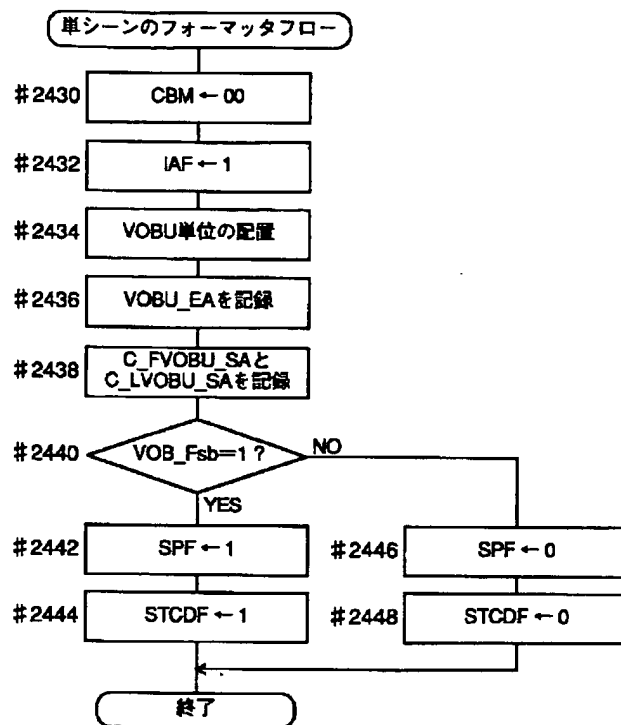 単シーンのフォーマッタフロー
#2430
CBM ← 00
#2432
IAF ← 1
#2434
VOBU単位の配置
#2436
VOBU_EAを記録
#2438
C_FVOBU_SAと
C_LVOBU_SAを記録
#2440
VOB_Fsb=1 ?
NO
YES
#2442
SPF ← 1
#2446
SPF ← 0
#2444
STCDF ← 1
#2448
STCDF ← 0
終了